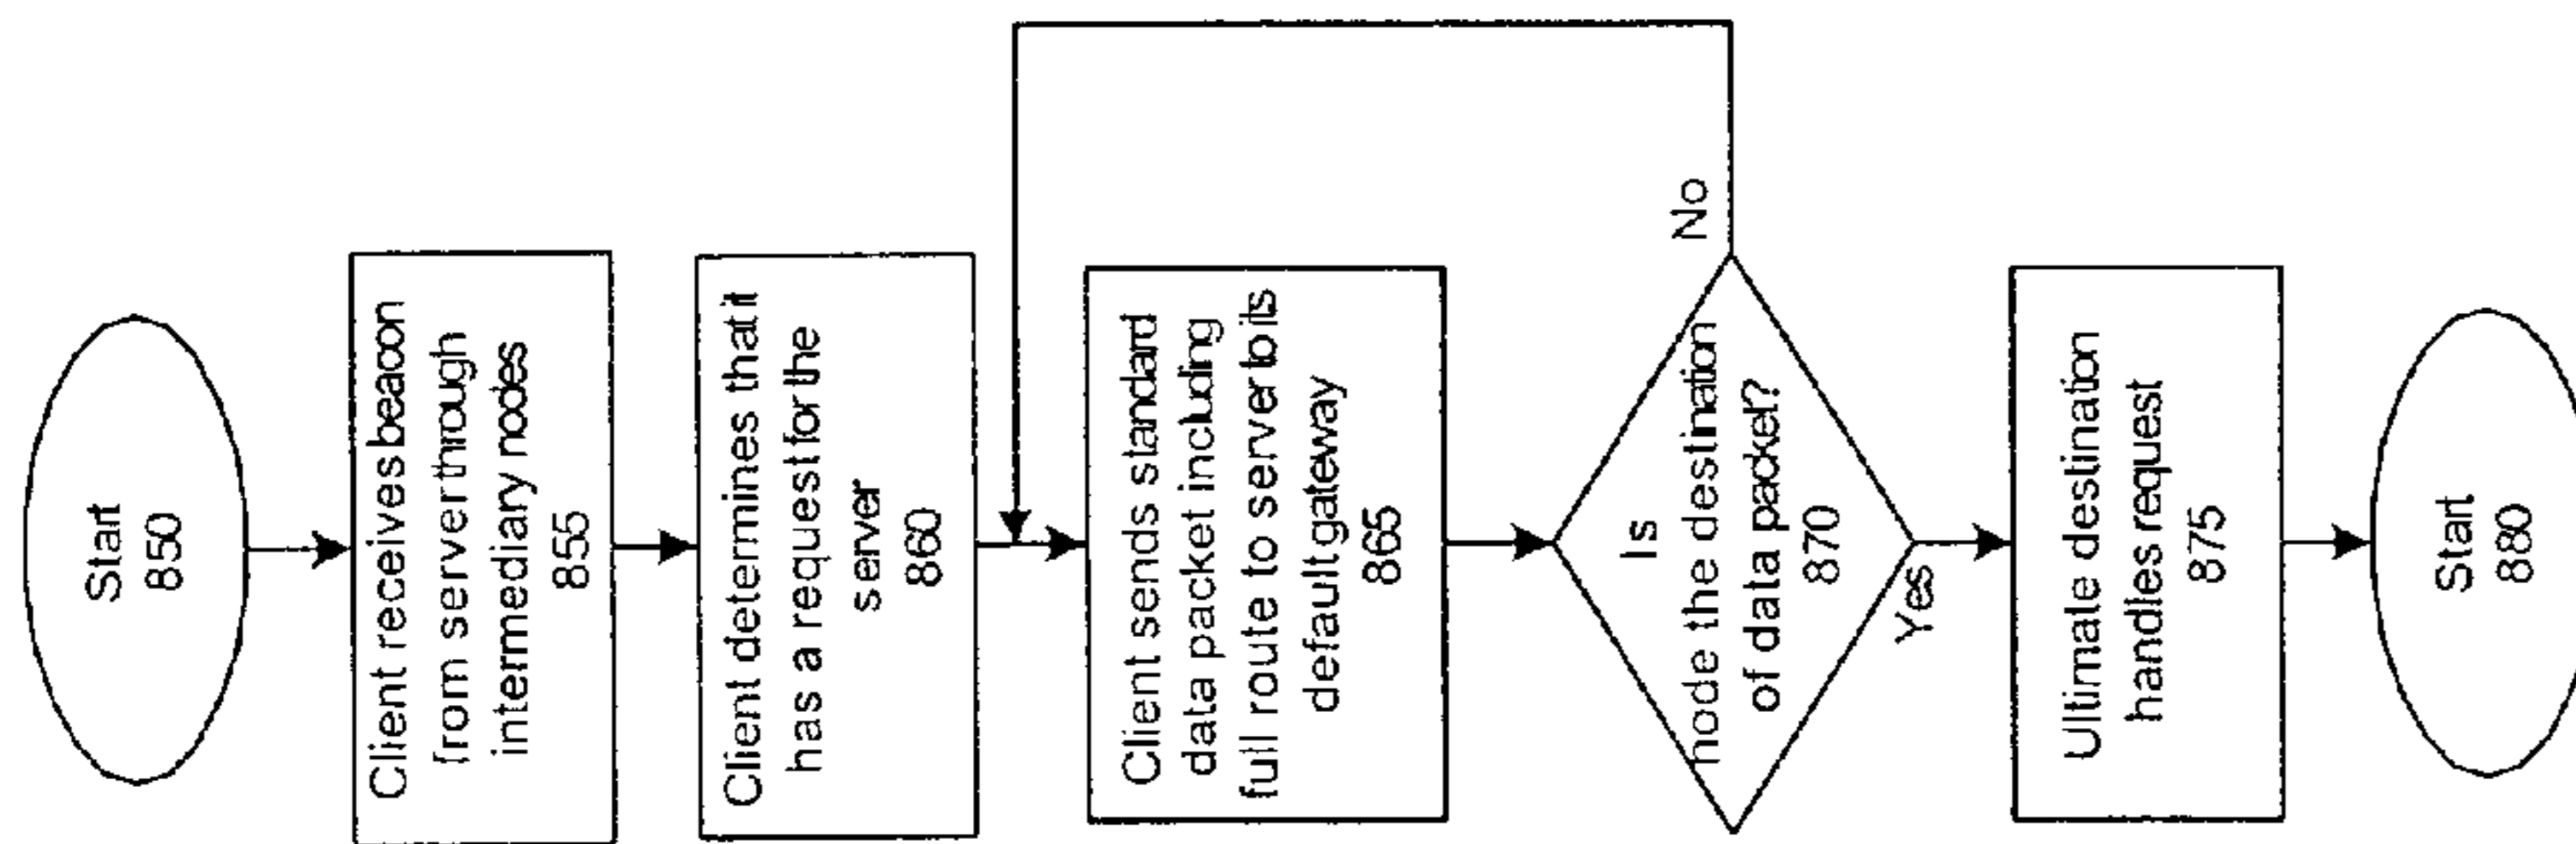 Start
850
Client receives beacon
from server through
intermediary nodes
855
Client determines that it
has a request for the
server
860
Client sends standard
data packet including
full route to server to its
default gateway
865
Is
node the destination
of data packet?
870
No
Yes
Ultimate destination
handles request
875
Start
880